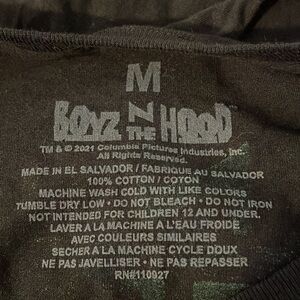 M
BOYZ N THE HOOD
TM & © 2021 Columbia Pictures Industries, Inc.
All Rights Reserved.
MADE IN EL SALVADOR / FABRIQUE AU SALVADOR
100% COTTON / COTON
MACHINE WASH COLD WITH LIKE COLORS
TUMBLE DRY LOW • DO NOT BLEACH • DO NOT IRON
NOT INTENDED FOR CHILDREN 12 AND UNDER.
LAVER A LA MACHINE A L'EAU FROIDE
AVEC COULEURS SIMILAIRES
SECHER A LA MACHINE CYCLE DOUX
NE PAS JAVELLISER • NE PAS REPASSER
RN#110927